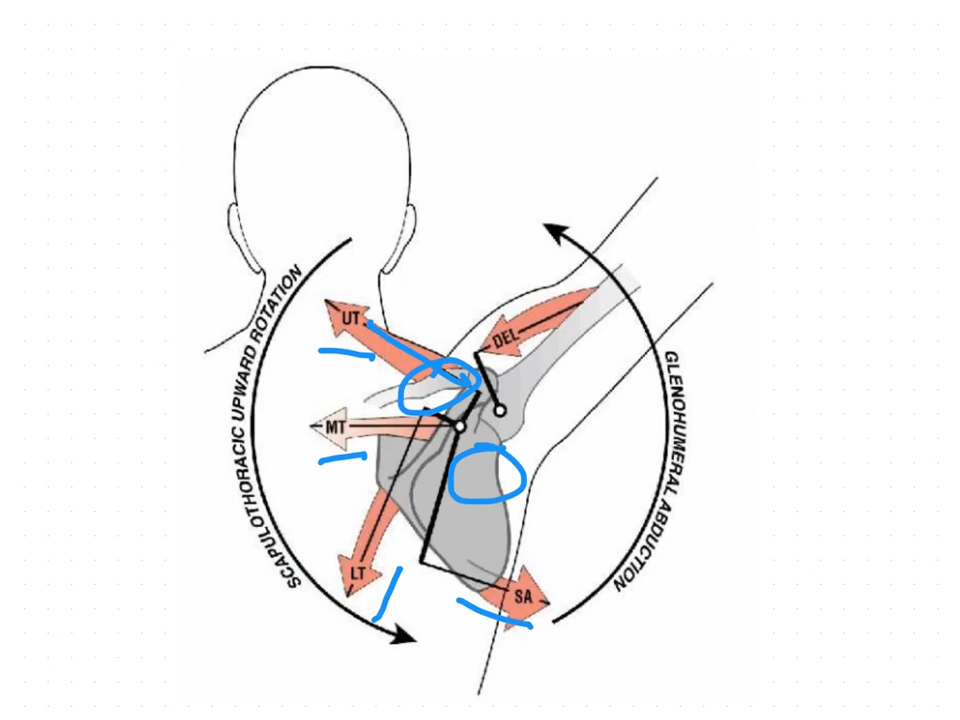 UT
DEL
MT
LT
SA
SCAPULOTHORACIC UPWARD ROTATION
GLENOHUMERAL ABDUCTION